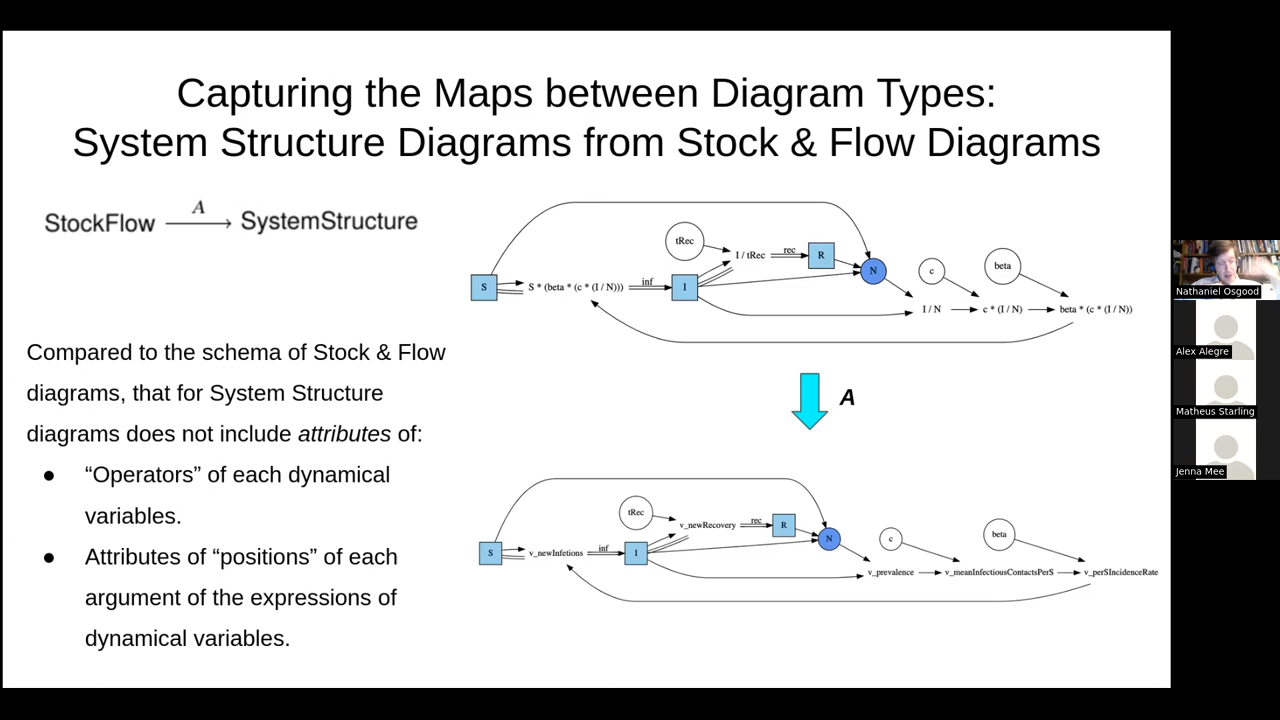 Capturing the Maps between Diagram Types:
System Structure Diagrams from Stock & Flow Diagrams
StockFlow A SystemStructure
Compared to the schema of Stock & Flow
diagrams, that for System Structure
diagrams does not include attributes of:
● “Operators” of each dynamical
variables.
● Attributes of “positions” of each
argument of the expressions of
dynamical variables.
tRec
I / tRec
rec
R
N
c
beta
S
S * (beta * (c * (I / N)))
inf
I
I / N
c * (I / N)
beta * (c * (I / N))
A
tRec
v_newRecovery
rec
R
N
c
beta
S
v_newInfetions
inf
I
v_prevalence
v_meanInfectiousContactsPerS
v_perSIncidenceRate
Nathaniel Osgood
Alex Alegre
Matheus Starling
Jenna Mee